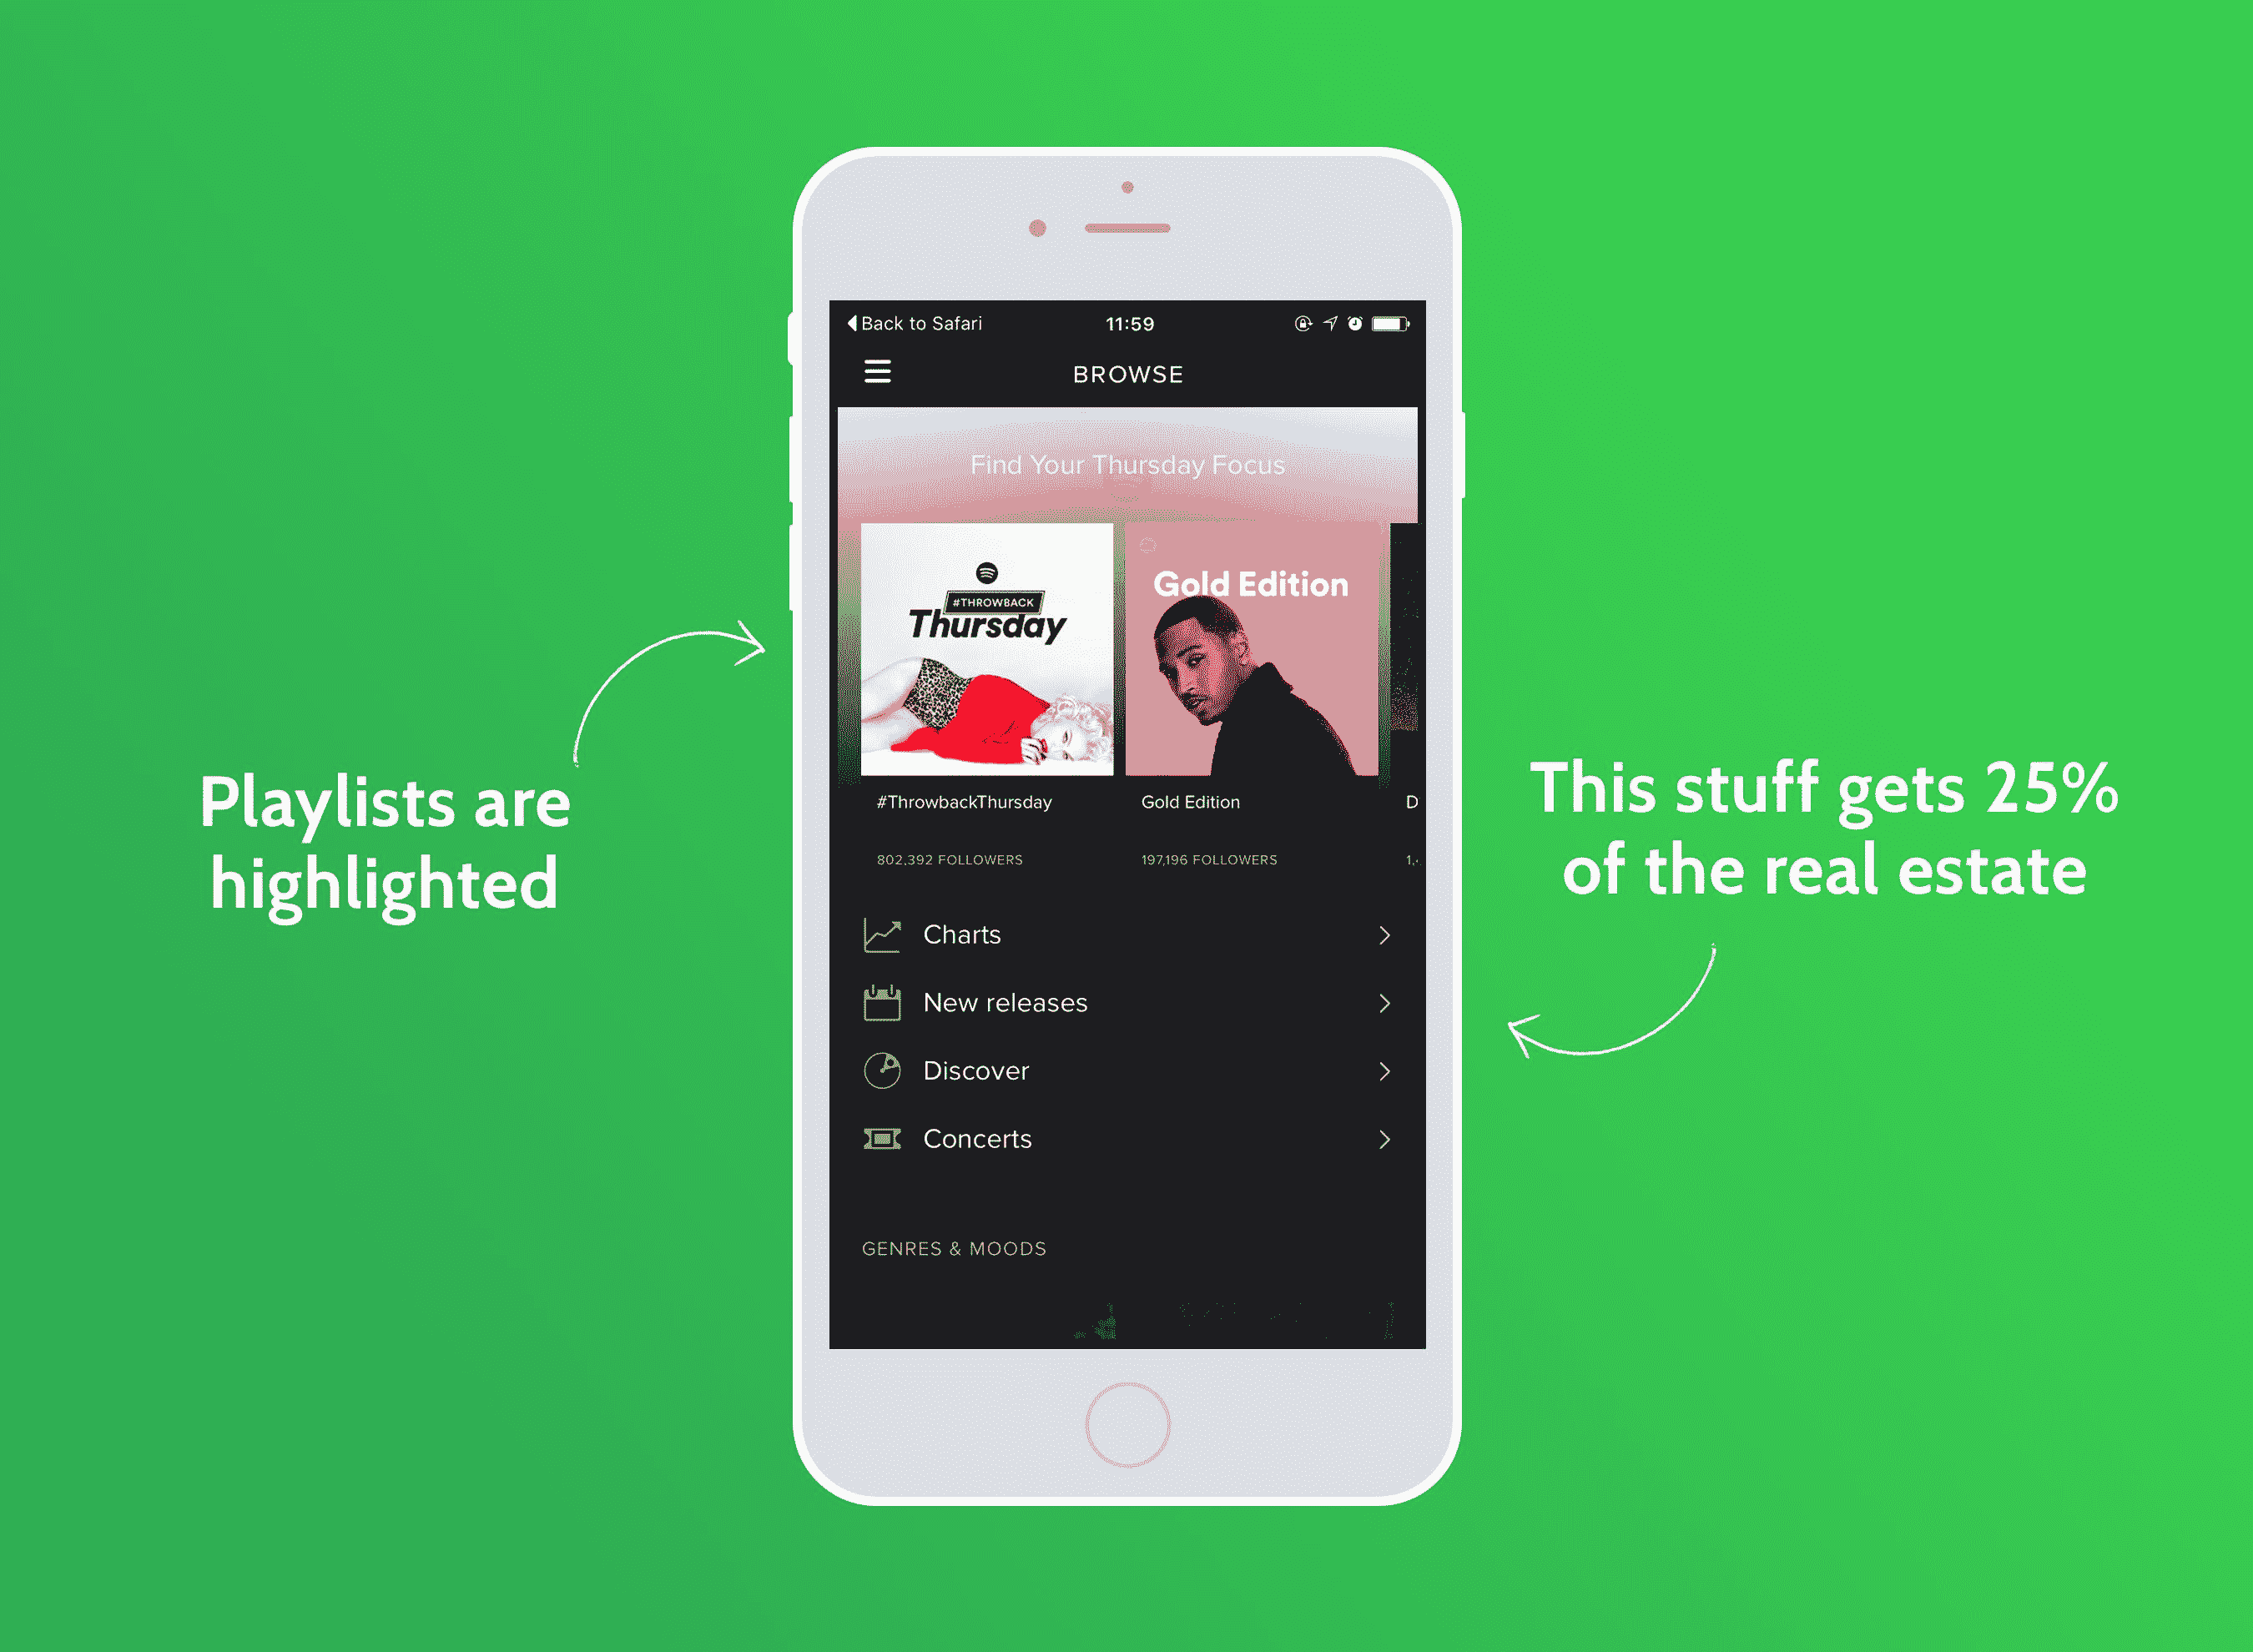 Back to Safari
11:59
BROWSE
Find Your Thursday Focus
#THROWBACK
Thursday
Gold Edition
#ThrowbackThursday
Gold Edition
D
802,392 FOLLOWERS
197,196 FOLLOWERS
Charts
New releases
Discover
Concerts
GENRES & MOODS
Playlists are
highlighted
This stuff gets 25%
of the real estate